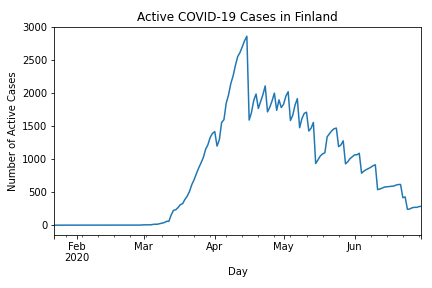 Active COVID-19 Cases in Finland
Number of Active Cases
3000
2500
2000
1500
1000
500
0
Feb
2020
Mar
Apr
May
Jun
Day